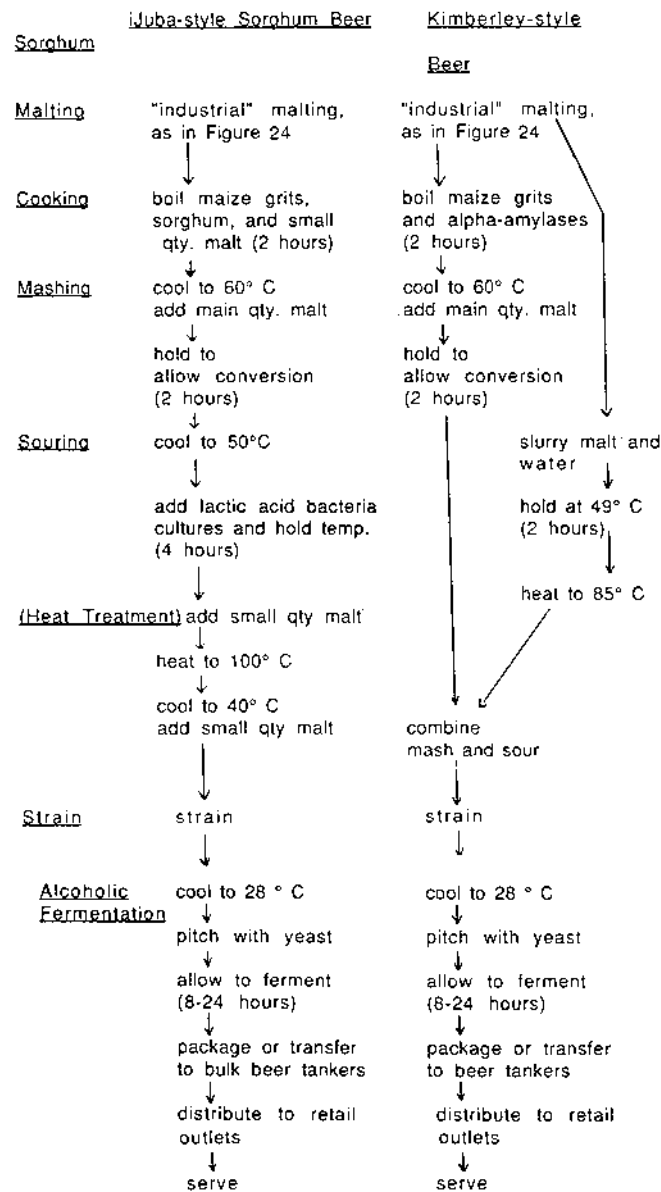 iJuba-style Sorghum Beer
Kimberley-style
Sorghum
Beer
Malting
"industrial" malting,
as in Figure 24
"industrial" malting,
as in Figure 24
Cooking
boil maize grits,
sorghum, and small
qty. malt (2 hours)
boil maize grits
and alpha-amylases
(2 hours)
Mashing
cool to 60° C
add main qty. malt
cool to 60° C
add main qty. malt
hold to
allow conversion
(2 hours)
hold to
allow conversion
(2 hours)
Souring
cool to 50°C
slurry malt and
water
add lactic acid bacteria
cultures and hold temp.
(4 hours)
hold at 49° C
(2 hours)
heat to 85° C
(Heat Treatment) add small qty malt
heat to 100° C
cool to 40° C
add small qty malt
combine
mash and sour
Strain
strain
strain
Alcoholic
Fermentation
cool to 28 ° C
cool to 28 ° C
pitch with yeast
pitch with yeast
allow to ferment
(8-24 hours)
allow to ferment
(8-24 hours)
package or transfer
to bulk beer tankers
package or transfer
to beer tankers
distribute to retail
outlets
distribute to retail
outlets
serve
serve